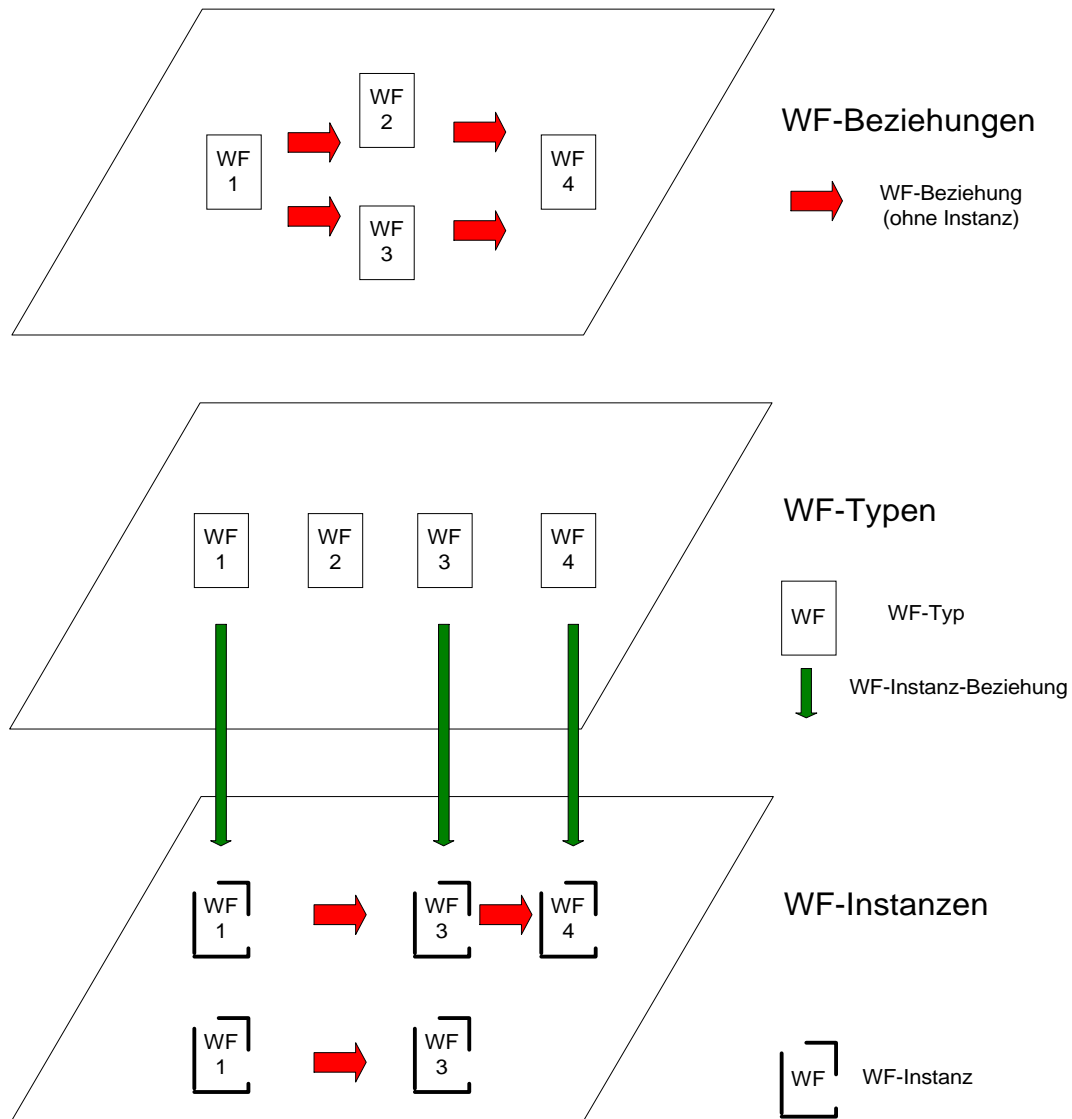 WF
2
WF
1
WF
4
WF
3
WF-Beziehungen
WF-Beziehung
(ohne Instanz)
WF
1
WF
2
WF
3
WF
4
WF-Typen
WF
WF-Typ
WF-Instanz-Beziehung
WF
1
WF
3
WF
4
WF-Instanzen
WF
1
WF
3
WF
WF-Instanz